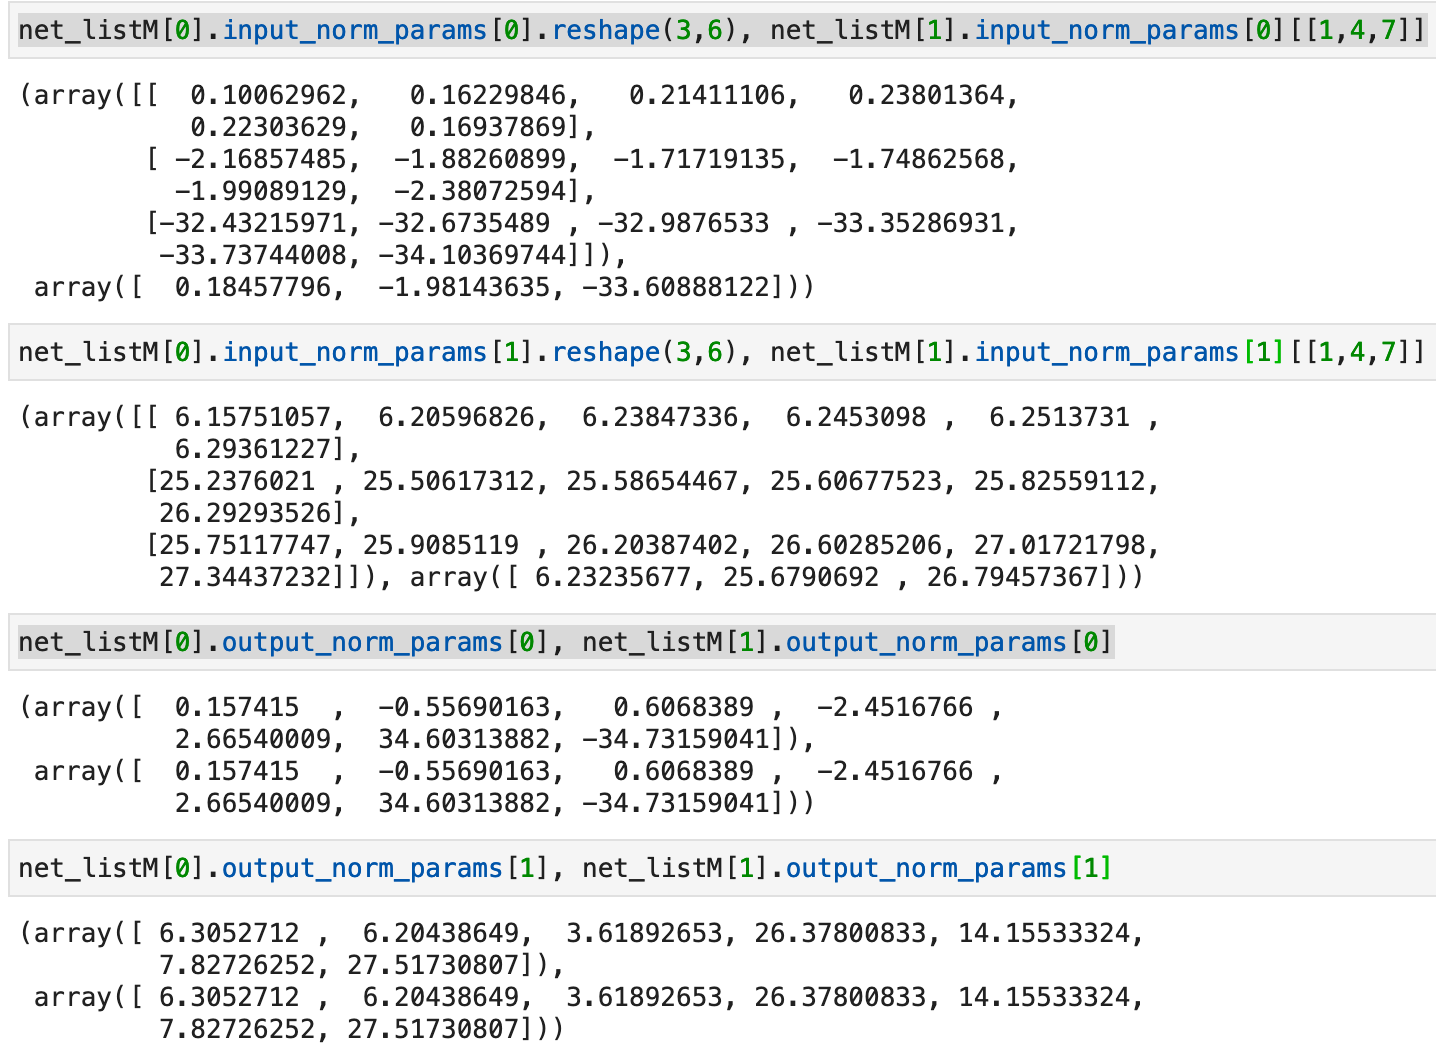 net_listM[0].input_norm_params[0].reshape(3,6), net_listM[1].input_norm_params[0][[1,4,7]]
(array([[  0.10062962,   0.16229846,   0.21411106,   0.23801364,
           0.22303629,   0.16937869],
        [ -2.16857485,  -1.88260899,  -1.71719135,  -1.74862568,
          -1.99089129,  -2.38072594],
        [-32.43215971, -32.6735489 , -32.9876533 , -33.35286931,
         -33.73744008, -34.10369744]]),
 array([  0.18457796,  -1.98143635, -33.60888122]))
net_listM[0].input_norm_params[1].reshape(3,6), net_listM[1].input_norm_params[1][[1,4,7]]
(array([[ 6.15751057,  6.20596826,  6.23847336,  6.2453098 ,  6.2513731 ,
          6.29361227],
        [25.2376021 , 25.50617312, 25.58654467, 25.60677523, 25.82559112,
         26.29293526],
        [25.75117747, 25.9085119 , 26.20387402, 26.60285206, 27.01721798,
         27.34437232]]), array([ 6.23235677, 25.6790692 , 26.79457367]))
net_listM[0].output_norm_params[0], net_listM[1].output_norm_params[0]
(array([  0.157415  ,  -0.55690163,   0.6068389 ,  -2.4516766 ,
          2.66540009,  34.60313882, -34.73159041]),
 array([  0.157415  ,  -0.55690163,   0.6068389 ,  -2.4516766 ,
          2.66540009,  34.60313882, -34.73159041]))
net_listM[0].output_norm_params[1], net_listM[1].output_norm_params[1]
(array([ 6.3052712 ,  6.20438649,  3.61892653, 26.37800833, 14.15533324,
         7.82726252, 27.51730807]),
 array([ 6.3052712 ,  6.20438649,  3.61892653, 26.37800833, 14.15533324,
         7.82726252, 27.51730807]))